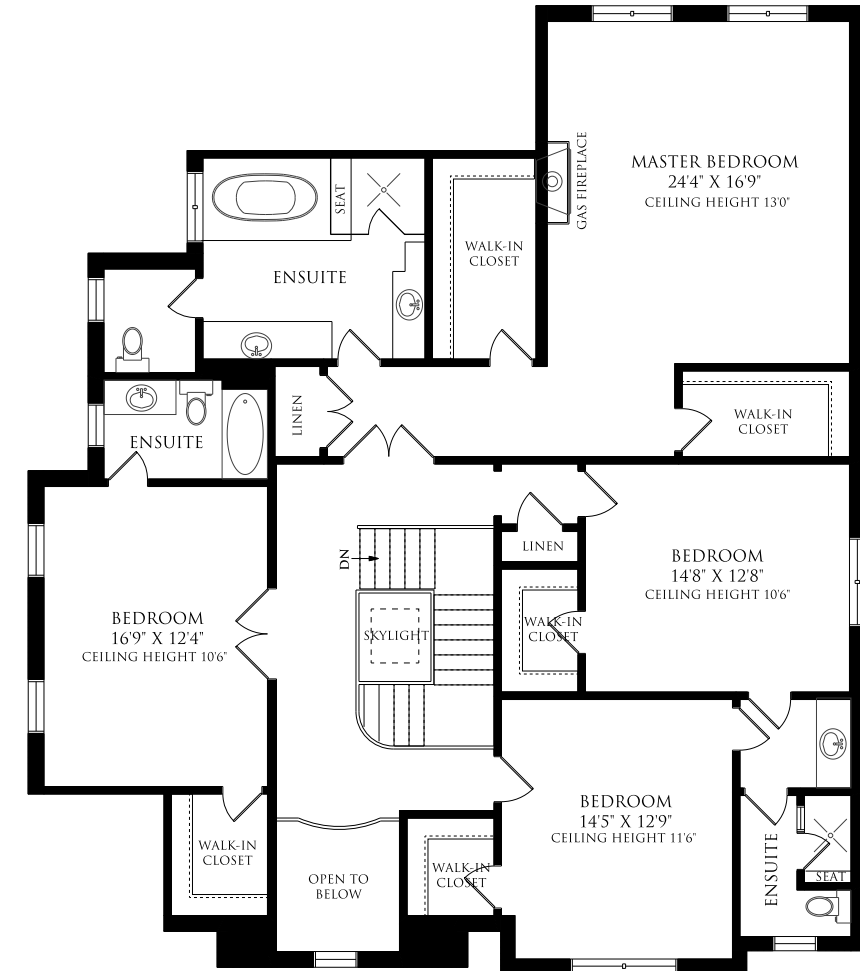 MASTER BEDROOM
24'4" X 16'9"
CEILING HEIGHT 13'0"
GAS FIREPLACE
SEAT
WALK-IN
CLOSET
ENSUITE
LINEN
WALK-IN
CLOSET
ENSUITE
LINEN
DN
BEDROOM
14'8" X 12'8"
CEILING HEIGHT 10'6"
BEDROOM
16'9" X 12'4"
CEILING HEIGHT 10'6"
SKYLIGHT
WALK-IN
CLOSET
BEDROOM
14'5" X 12'9"
CEILING HEIGHT 11'6"
WALK-IN
CLOSET
OPEN TO
BELOW
WALK-IN
CLOSET
ENSUITE
SEAT